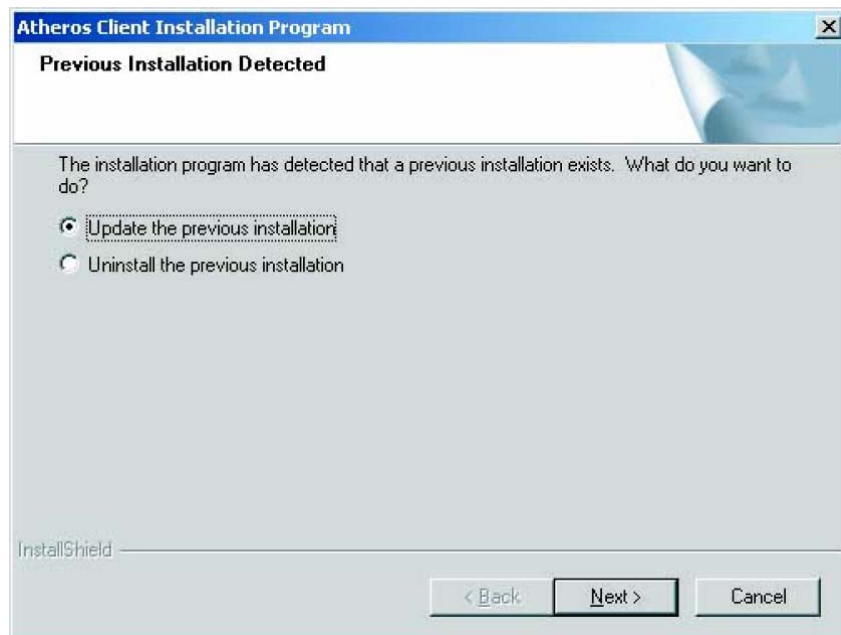 Atheros Client Installation Program
Previous Installation Detected
The installation program has detected that a previous installation exists. What do you want to
do?
Update the previous installation
Uninstall the previous installation
InstallShield
< Back
Next >
Cancel